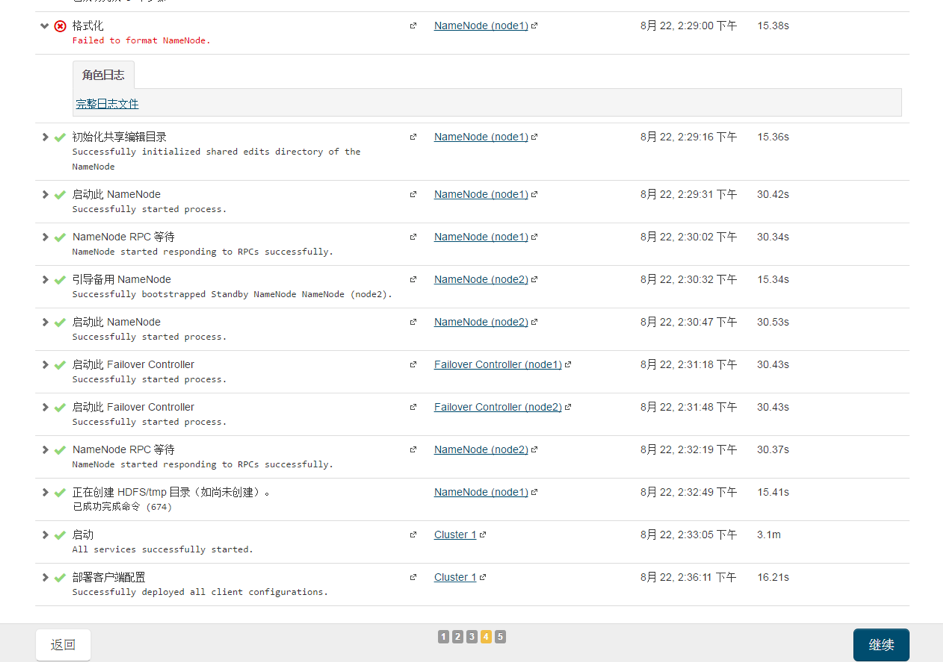 格式化 NameNode (node1) 8月 22, 2:29:00 下午 15.38s
Failed to format NameNode.
角色日志
完整日志文件
初始化共享编辑目录 NameNode (node1) 8月 22, 2:29:16 下午 15.36s
Successfully initialized shared edits directory of the
NameNode
启动此 NameNode NameNode (node1) 8月 22, 2:29:31 下午 30.42s
Successfully started process.
NameNode RPC 等待 NameNode (node1) 8月 22, 2:30:02 下午 30.34s
NameNode started responding to RPCs successfully.
引导备用 NameNode NameNode (node2) 8月 22, 2:30:32 下午 15.34s
Successfully bootstrapped Standby NameNode NameNode (node2).
启动此 NameNode NameNode (node2) 8月 22, 2:30:47 下午 30.53s
Successfully started process.
启动此 Failover Controller Failover Controller (node1) 8月 22, 2:31:18 下午 30.43s
Successfully started process.
启动此 Failover Controller Failover Controller (node2) 8月 22, 2:31:48 下午 30.43s
Successfully started process.
NameNode RPC 等待 NameNode (node2) 8月 22, 2:32:19 下午 30.37s
NameNode started responding to RPCs successfully.
正在创建 HDFS/tmp 目录（如尚未创建）。 NameNode (node1) 8月 22, 2:32:49 下午 15.41s
已成功完成命令 (674)
启动 Cluster 1 8月 22, 2:33:05 下午 3.1m
All services successfully started.
部署客户端配置 Cluster 1 8月 22, 2:36:11 下午 16.21s
Successfully deployed all client configurations.
返回 1 2 3 4 5 继续